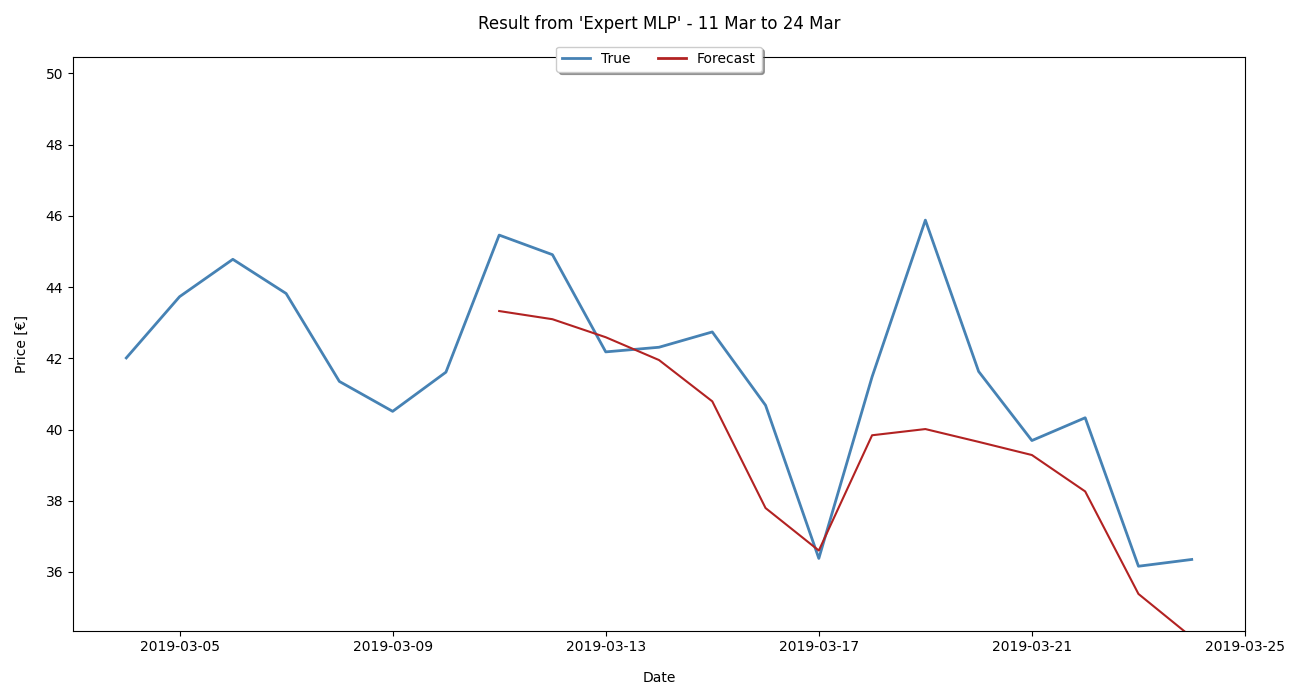 Result from 'Expert MLP' - 11 Mar to 24 Mar
True Forecast
50
48
46
44
42
40
38
36
Price [€]
2019-03-05 2019-03-09 2019-03-13 2019-03-17 2019-03-21 2019-03-25
Date